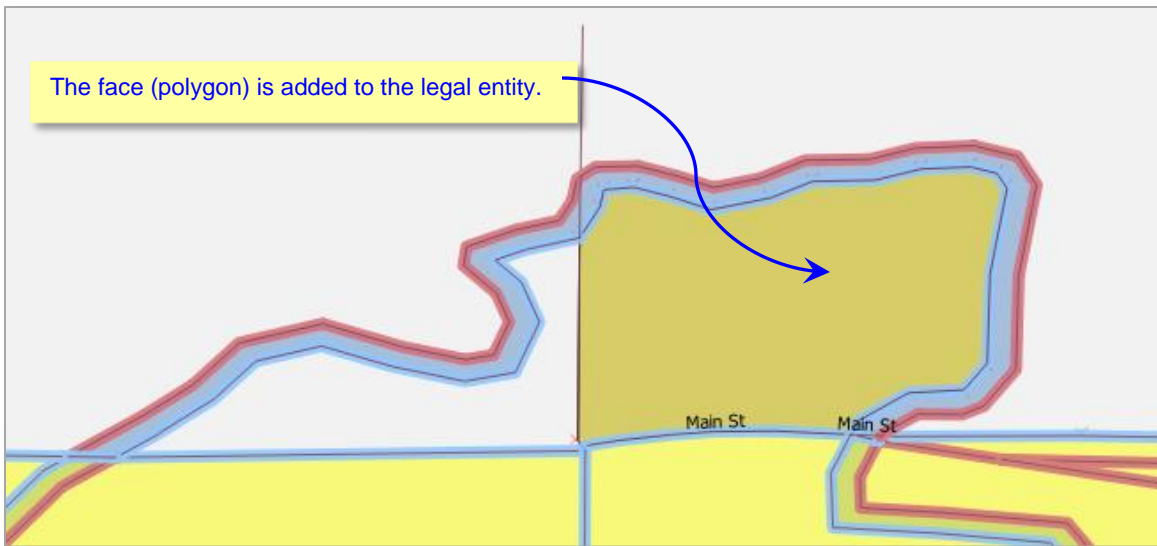 The face (polygon) is added to the legal entity.
Main St
Main St